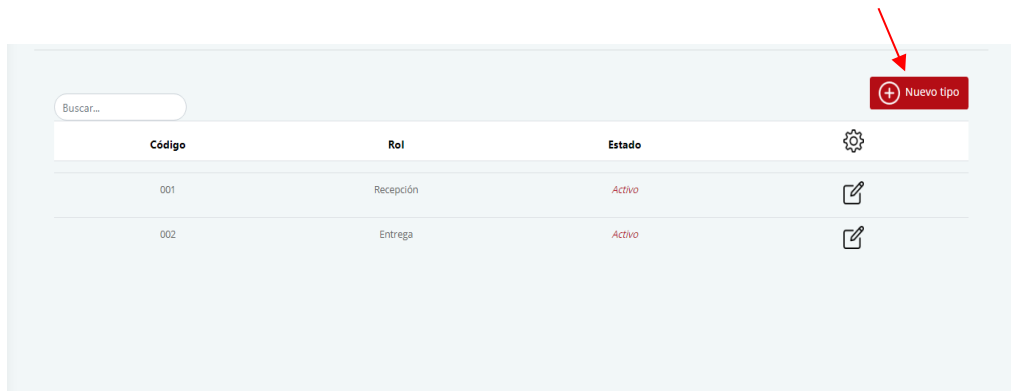 Nuevo tipo
Buscar...
Código Rol Estado
001 Recepción Activo
002 Entrega Activo